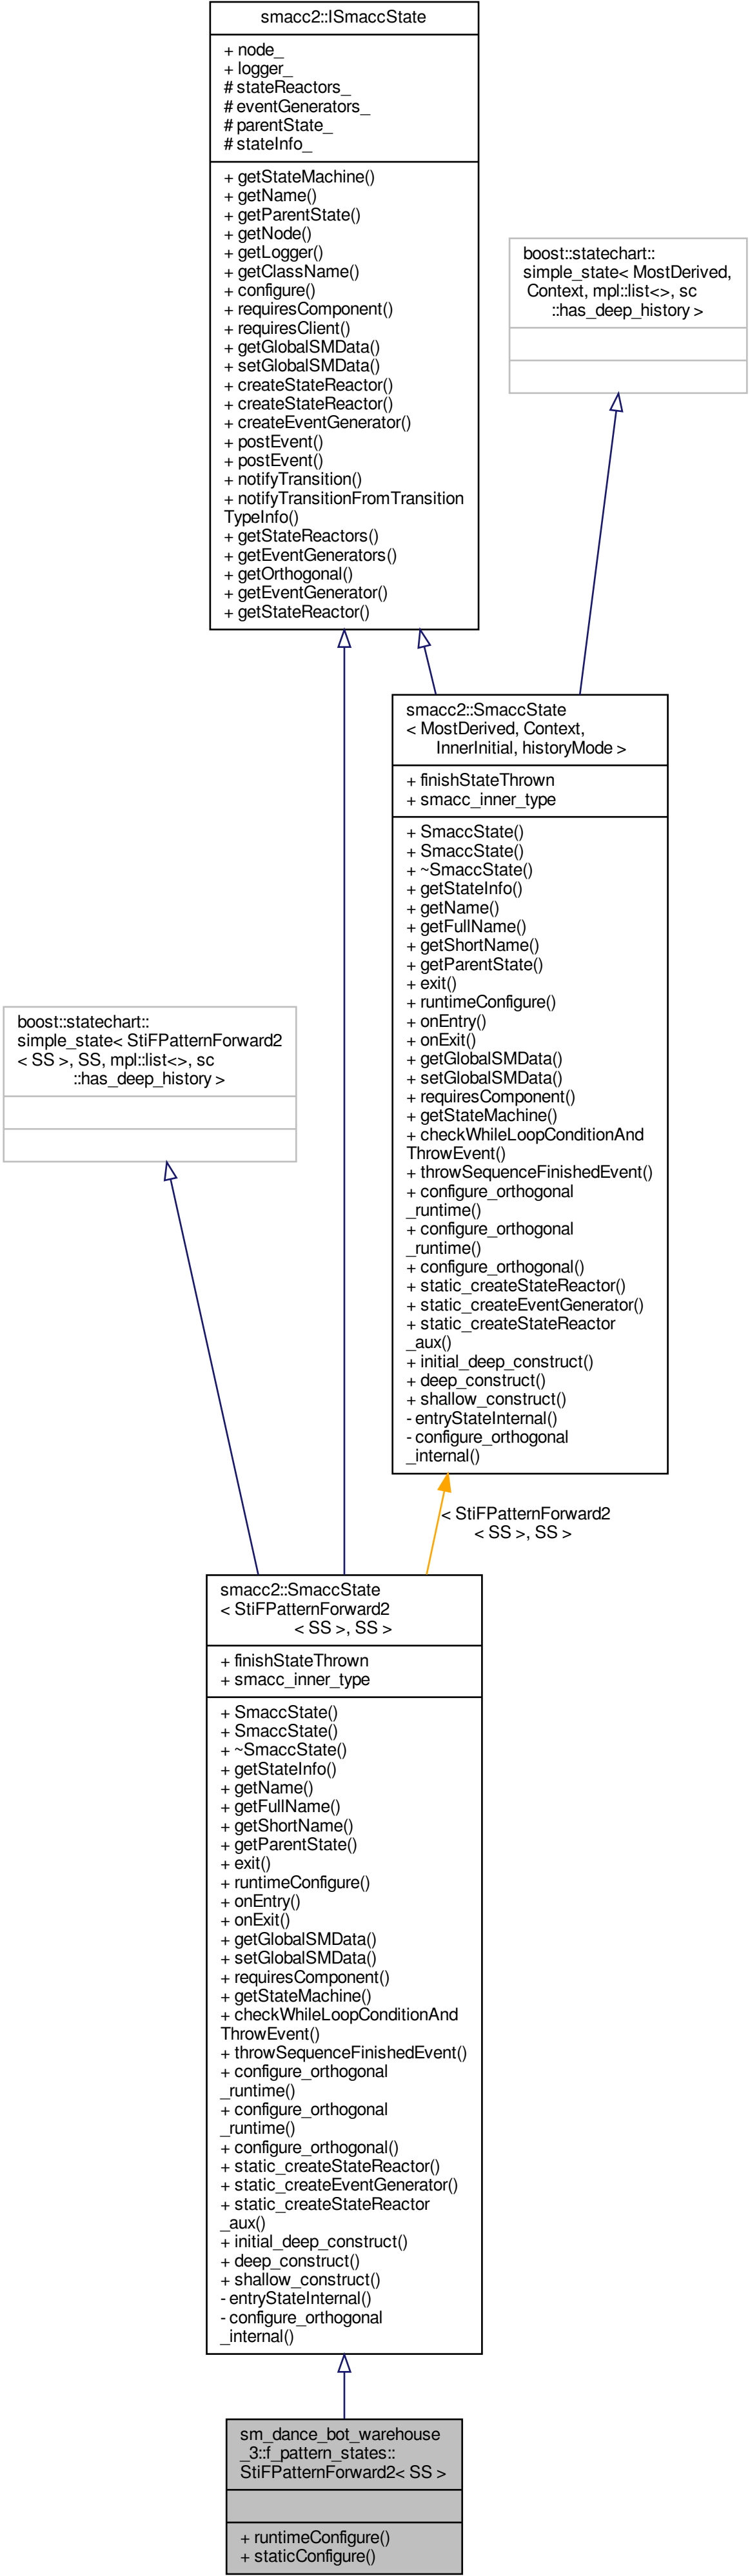 smacc2::ISmaccState
+ node_
+ logger_
# stateReactors_
# eventGenerators_
# parentState_
# stateInfo_
+ getStateMachine()
+ getName()
+ getParentState()
+ getNode()
+ getLogger()
+ getClassName()
+ configure()
+ requiresComponent()
+ requiresClient()
+ getGlobalSMData()
+ setGlobalSMData()
+ createStateReactor()
+ createStateReactor()
+ createEventGenerator()
+ postEvent()
+ postEvent()
+ notifyTransition()
+ notifyTransitionFromTransition
TypeInfo()
+ getStateReactors()
+ getEventGenerators()
+ getOrthogonal()
+ getEventGenerator()
+ getStateReactor()
boost::statechart::
simple_state< MostDerived,
Context, mpl::list<>, sc
::has_deep_history >
smacc2::SmaccState
< MostDerived, Context,
InnerInitial, historyMode >
+ finishStateThrown
+ smacc_inner_type
+ SmaccState()
+ SmaccState()
+ ~SmaccState()
+ getStateInfo()
+ getName()
+ getFullName()
+ getShortName()
+ getParentState()
+ exit()
+ runtimeConfigure()
+ onEntry()
+ onExit()
+ getGlobalSMData()
+ setGlobalSMData()
+ requiresComponent()
+ getStateMachine()
+ checkWhileLoopConditionAnd
ThrowEvent()
+ throwSequenceFinishedEvent()
+ configure_orthogonal
_runtime()
+ configure_orthogonal
_runtime()
+ configure_orthogonal()
+ static_createStateReactor()
+ static_createEventGenerator()
+ static_createStateReactor
_aux()
+ initial_deep_construct()
+ deep_construct()
+ shallow_construct()
- entryStateInternal()
- configure_orthogonal
_internal()
boost::statechart::
simple_state< StiFPatternForward2
< SS >, SS, mpl::list<>, sc
::has_deep_history >
< StiFPatternForward2
< SS >, SS >
smacc2::SmaccState
< StiFPatternForward2
< SS >, SS >
+ finishStateThrown
+ smacc_inner_type
+ SmaccState()
+ SmaccState()
+ ~SmaccState()
+ getStateInfo()
+ getName()
+ getFullName()
+ getShortName()
+ getParentState()
+ exit()
+ runtimeConfigure()
+ onEntry()
+ onExit()
+ getGlobalSMData()
+ setGlobalSMData()
+ requiresComponent()
+ getStateMachine()
+ checkWhileLoopConditionAnd
ThrowEvent()
+ throwSequenceFinishedEvent()
+ configure_orthogonal
_runtime()
+ configure_orthogonal
_runtime()
+ configure_orthogonal()
+ static_createStateReactor()
+ static_createEventGenerator()
+ static_createStateReactor
_aux()
+ initial_deep_construct()
+ deep_construct()
+ shallow_construct()
- entryStateInternal()
- configure_orthogonal
_internal()
sm_dance_bot_warehouse
_3::f_pattern_states::
StiFPatternForward2< SS >
+ runtimeConfigure()
+ staticConfigure()